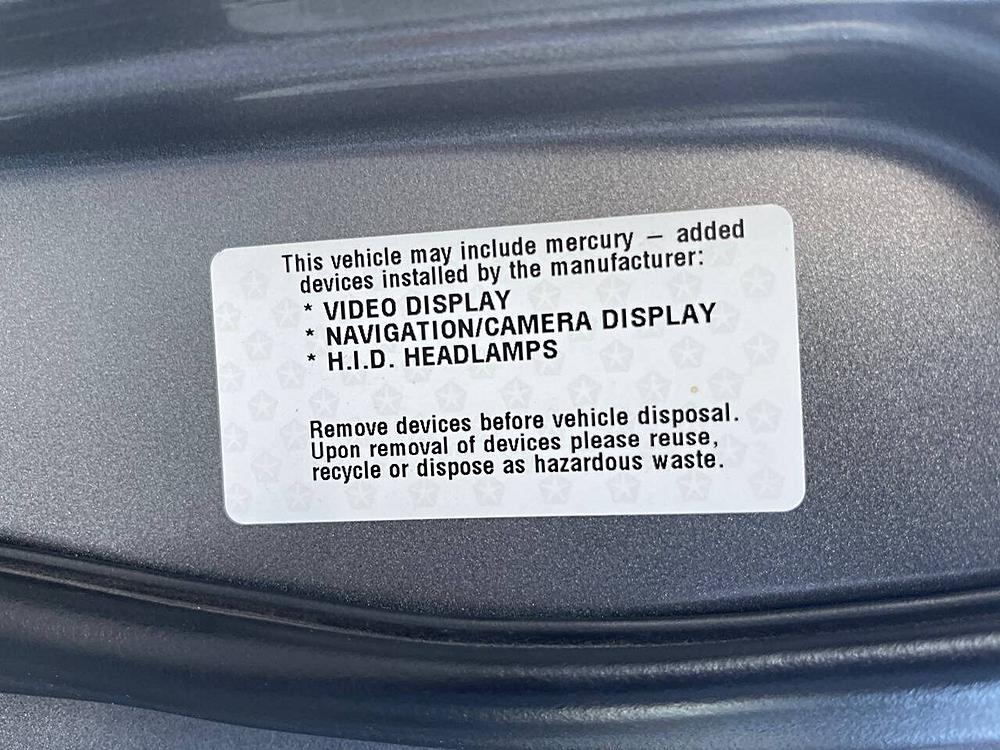 This vehicle may include mercury – added
devices installed by the manufacturer:
* VIDEO DISPLAY
* NAVIGATION/CAMERA DISPLAY
* H.I.D. HEADLAMPS
Remove devices before vehicle disposal.
Upon removal of devices please reuse,
recycle or dispose as hazardous waste.